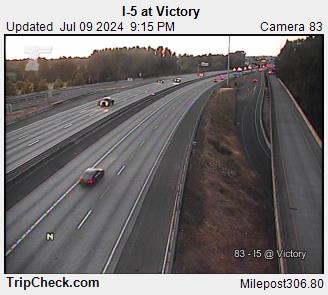 I-5 at Victory
Updated Jul 09 2024 9:15 PM
Camera 83
N
83 - I5 @ Victory
TripCheck.com
Milepost306.80